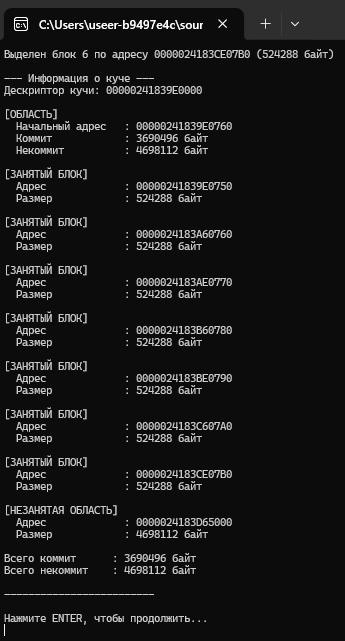 C:\Users\useer-b9497e4c\sour
Выделен блок 6 по адресу 0000024183CE07B0 (524288 байт)
--- Информация о куче ---
Дескриптор кучи: 00000241839E0000
[ОБЛАСТЬ]
Начальный адрес : 00000241839E0760
Коммит : 3690496 байт
Некоммит : 4698112 байт
[ЗАНЯТЫЙ БЛОК]
Адрес : 00000241839E0750
Размер : 524288 байт
[ЗАНЯТЫЙ БЛОК]
Адрес : 0000024183A60760
Размер : 524288 байт
[ЗАНЯТЫЙ БЛОК]
Адрес : 0000024183AE0770
Размер : 524288 байт
[ЗАНЯТЫЙ БЛОК]
Адрес : 0000024183B60780
Размер : 524288 байт
[ЗАНЯТЫЙ БЛОК]
Адрес : 0000024183BE0790
Размер : 524288 байт
[ЗАНЯТЫЙ БЛОК]
Адрес : 0000024183C607A0
Размер : 524288 байт
[ЗАНЯТЫЙ БЛОК]
Адрес : 0000024183CE07B0
Размер : 524288 байт
[НЕЗАНЯТАЯ ОБЛАСТЬ]
Адрес : 0000024183D65000
Размер : 4698112 байт
Всего коммит : 3690496 байт
Всего некоммит : 4698112 байт
-------------------------
Нажмите ENTER, чтобы продолжить...